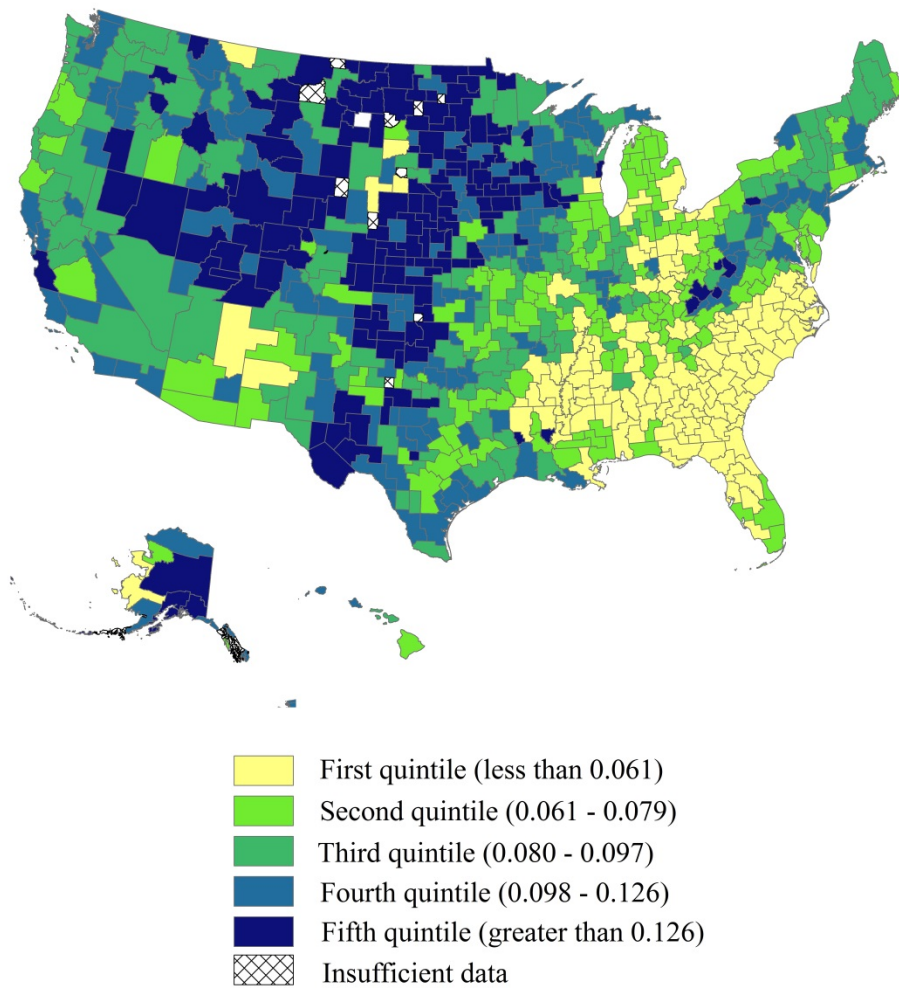 First quintile (less than 0.061)
Second quintile (0.061 - 0.079)
Third quintile (0.080 - 0.097)
Fourth quintile (0.098 - 0.126)
Fifth quintile (greater than 0.126)
Insufficient data